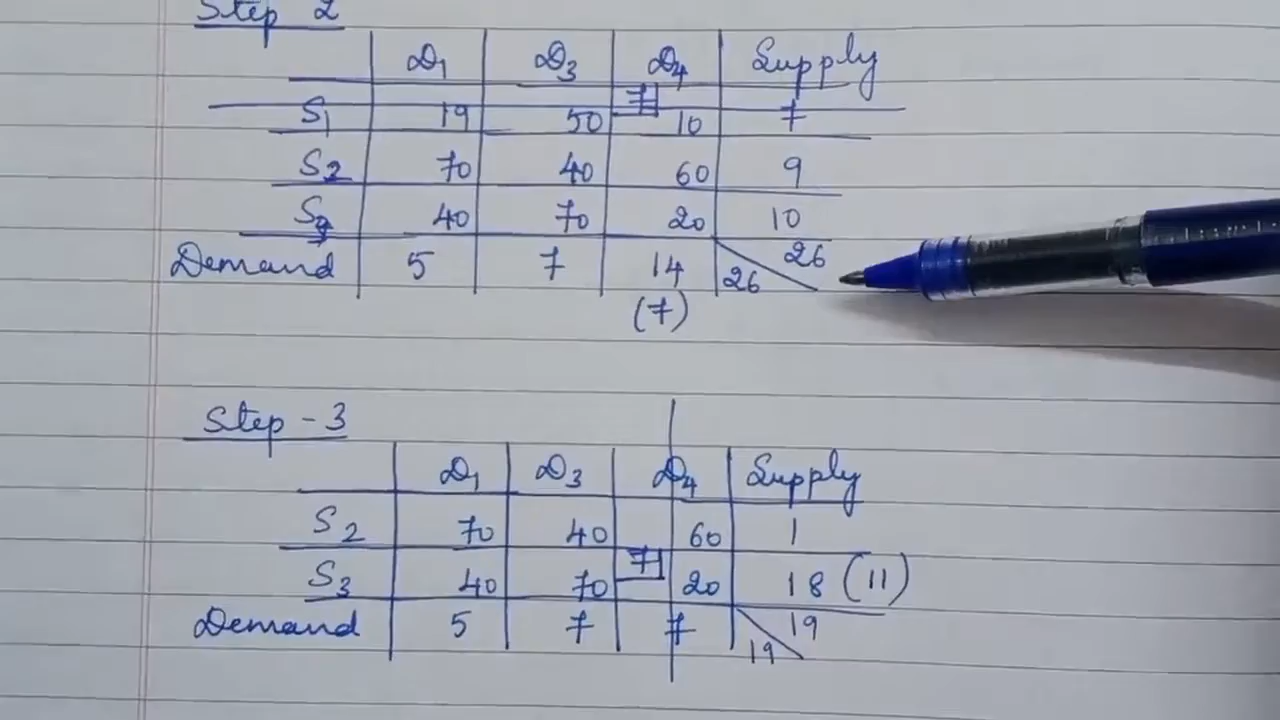 Step 2
D1 D3 D4 Supply
7
S1 19 50 10 7
S2 70 40 60 9
S3 40 70 20 10
Demand 5 7 14 26 26
(7)
Step - 3
D1 D3 D4 Supply
S2 70 40 60 1
7
S3 40 70 20 18 (11)
Demand 5 7 7 19 19